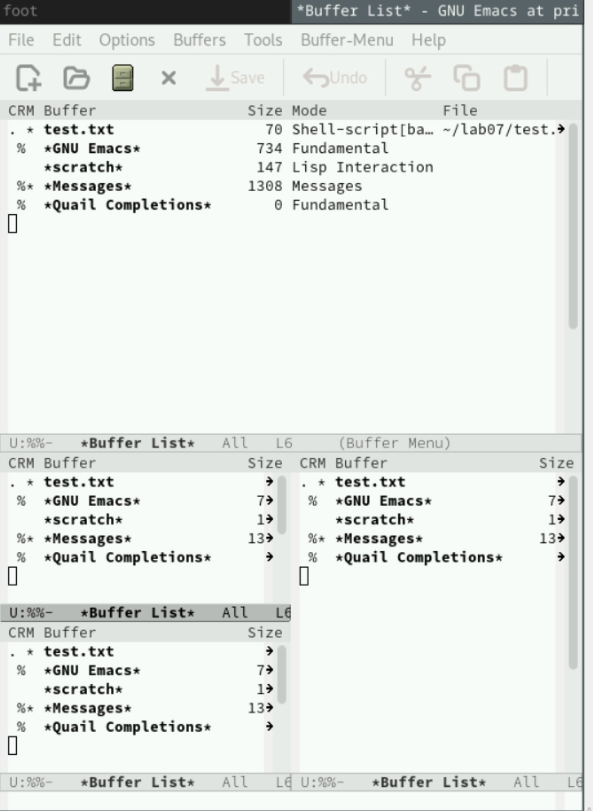 foot *Buffer List* - GNU Emacs at pri
File Edit Options Buffers Tools Buffer-Menu Help
Save Undo
CRM Buffer Size Mode File
. * test.txt 70 Shell-script[ba… ~/lab07/test.→
% *GNU Emacs* 734 Fundamental
*scratch* 147 Lisp Interaction
%* *Messages* 1308 Messages
% *Quail Completions* 0 Fundamental
U:%%- *Buffer List* All L6 (Buffer Menu)
CRM Buffer Size
. * test.txt →
% *GNU Emacs* 7→
*scratch* 1→
%* *Messages* 13→
% *Quail Completions* →
U:%%- *Buffer List* All L6
CRM Buffer Size
. * test.txt →
% *GNU Emacs* 7→
*scratch* 1→
%* *Messages* 13→
% *Quail Completions* →
U:%%- *Buffer List* All L6
CRM Buffer Size
. * test.txt →
% *GNU Emacs* 7→
*scratch* 1→
%* *Messages* 13→
% *Quail Completions* →
U:%%- *Buffer List* All L6